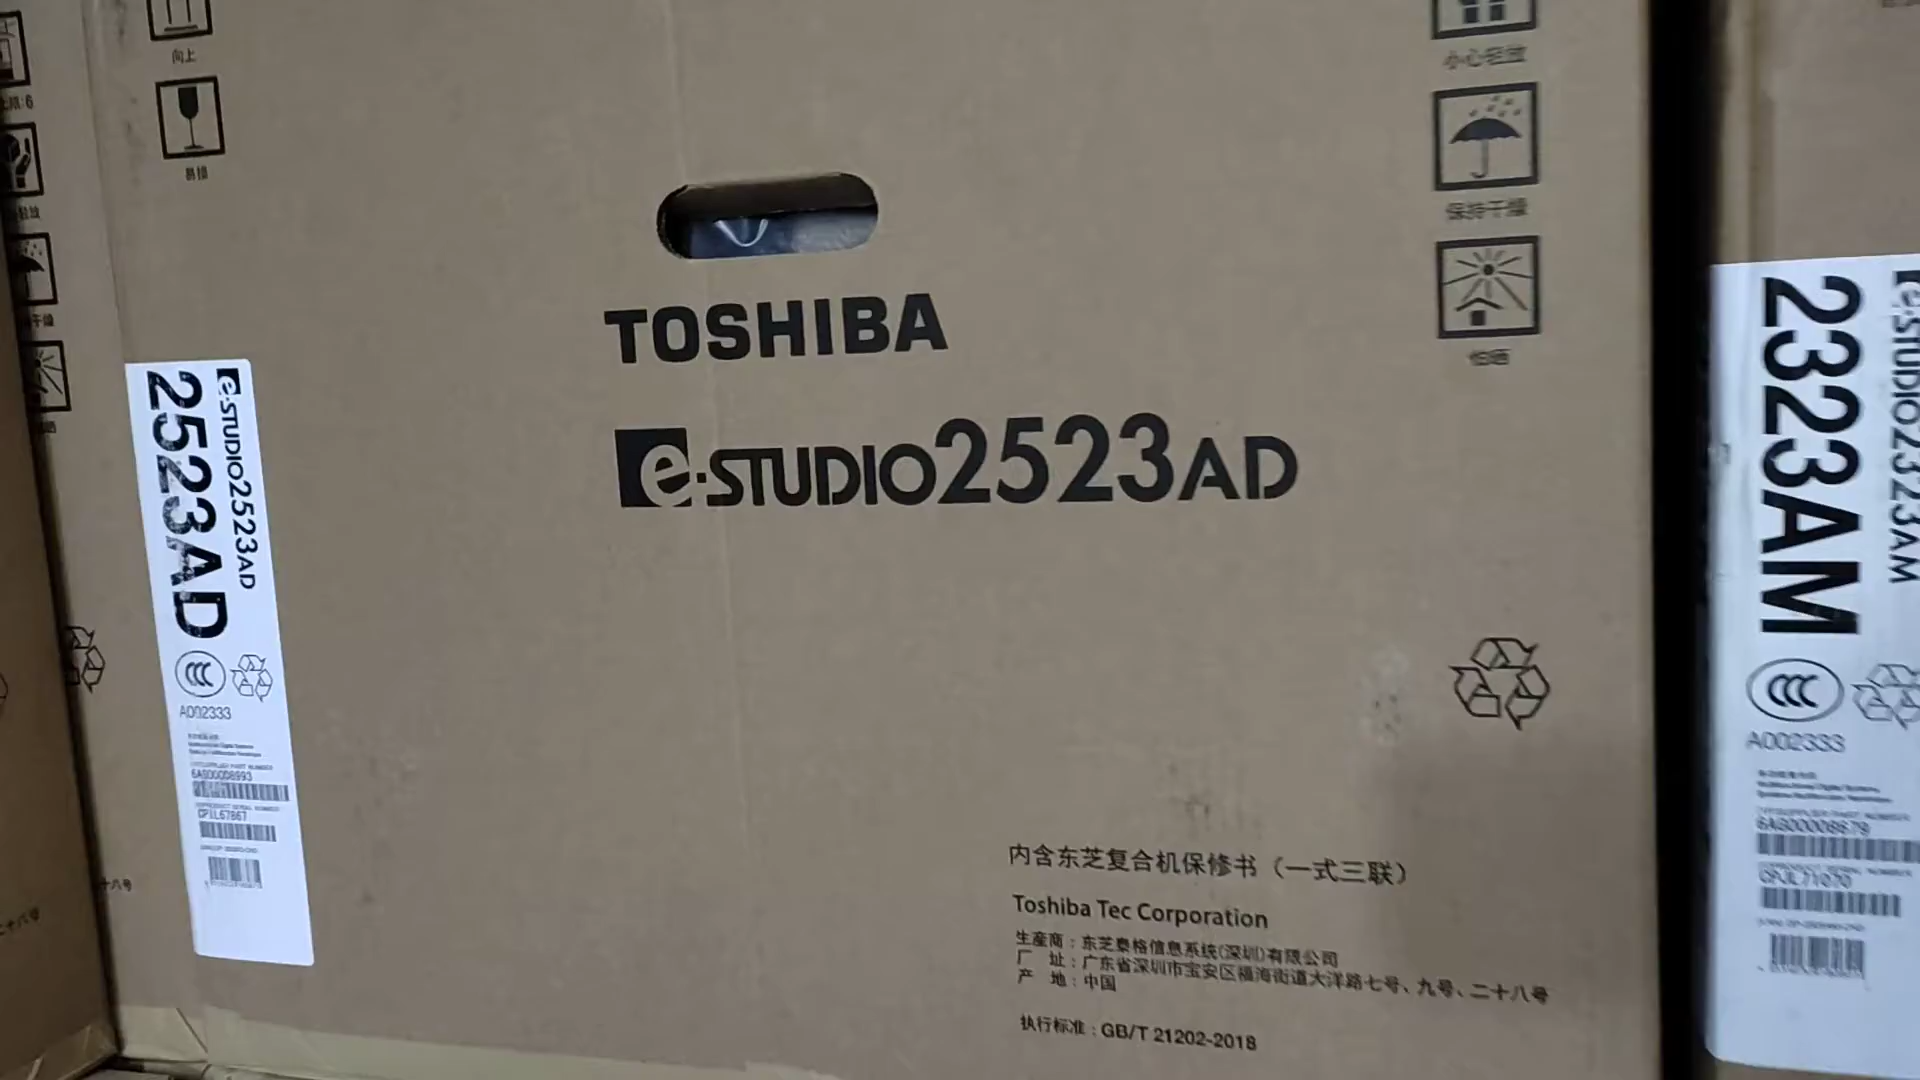 向上
易损
小心轻放
保持干燥
怕晒
TOSHIBA
e-STUDIO2523AD
e-STUDIO2523AD
2523AD
A002333
6AG00008993
CPIL67867
内含东芝复合机保修书（一式三联）
Toshiba Tec Corporation
生産商：东芝泰格信息系统(深圳)有限公司
厂 址：广东省深圳市宝安区福海街道大洋路七号、九号、二十八号
产 地：中国
执行标准：GB/T 21202-2018
e-STUDIO2323AM
2323AM
A002333
6AG00008679
CPJL71070